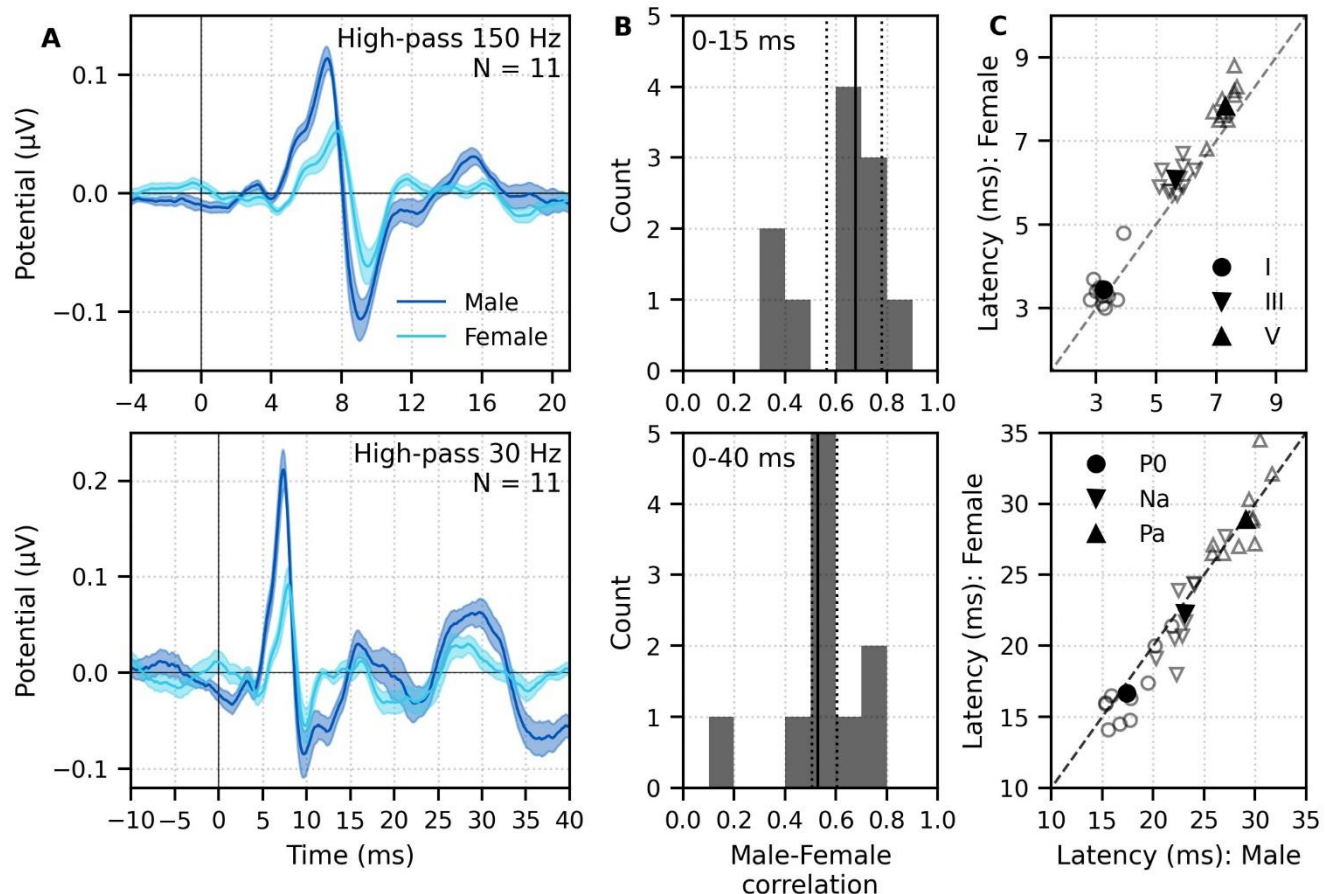 A
High-pass 150 Hz
N = 11
Potential (µV)
0.1
0.0
−0.1
Male
Female
−4 0 4 8 12 16 20
B
0-15 ms
Count
5
4
3
2
1
0
0.0 0.2 0.4 0.6 0.8 1.0
C
Latency (ms): Female
9
7
5
3
I
III
V
3 5 7 9
High-pass 30 Hz
N = 11
Potential (µV)
0.2
0.1
0.0
−0.1
−10 −5 0 5 10 15 20 25 30 35 40
Time (ms)
0-40 ms
Count
5
4
3
2
1
0
0.0 0.2 0.4 0.6 0.8 1.0
Male-Female
correlation
Latency (ms): Female
35
30
25
20
15
10
P0
Na
Pa
10 15 20 25 30 35
Latency (ms): Male